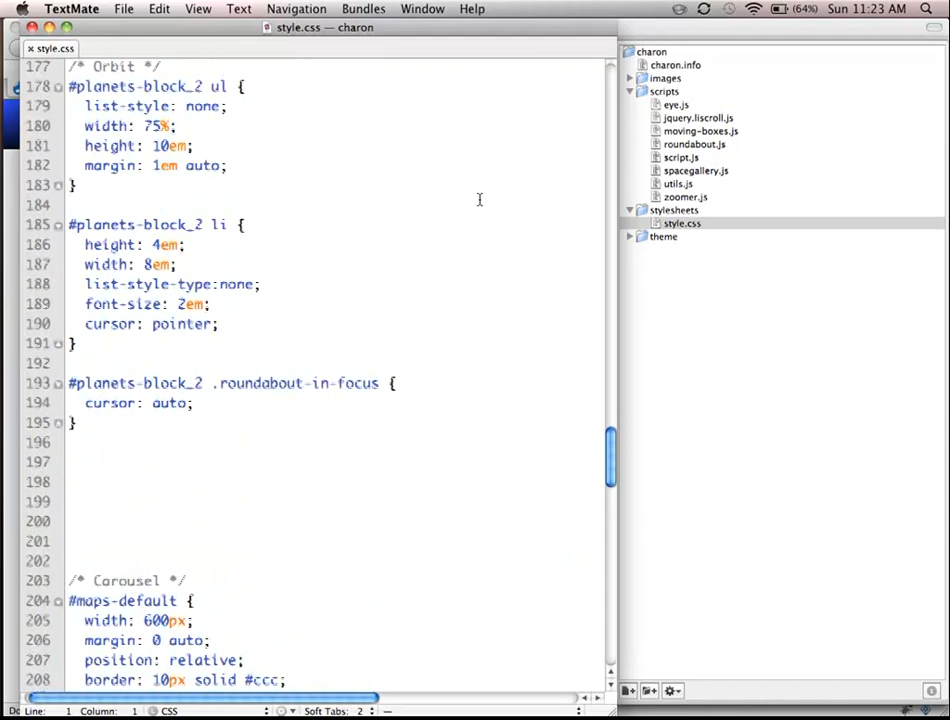 TextMate File Edit View Text Navigation Bundles Window Help (64%) Sun 11:23 AM
style.css — charon
style.css
177 /* Orbit */
178 #planets-block_2 ul {
179 list-style: none;
180 width: 75%;
181 height: 10em;
182 margin: 1em auto;
183 }
184
185 #planets-block_2 li {
186 height: 4em;
187 width: 8em;
188 list-style-type:none;
189 font-size: 2em;
190 cursor: pointer;
191 }
192
193 #planets-block_2 .roundabout-in-focus {
194 cursor: auto;
195 }
196
197
198
199
200
201
202
203 /* Carousel */
204 #maps-default {
205 width: 600px;
206 margin: 0 auto;
207 position: relative;
208 border: 10px solid #ccc;
Line: 1 Column: 1 CSS Soft Tabs: 2 —
charon
charon.info
images
scripts
eye.js
jquery.liscroll.js
moving-boxes.js
roundabout.js
script.js
spacegallery.js
utils.js
zoomer.js
stylesheets
style.css
theme